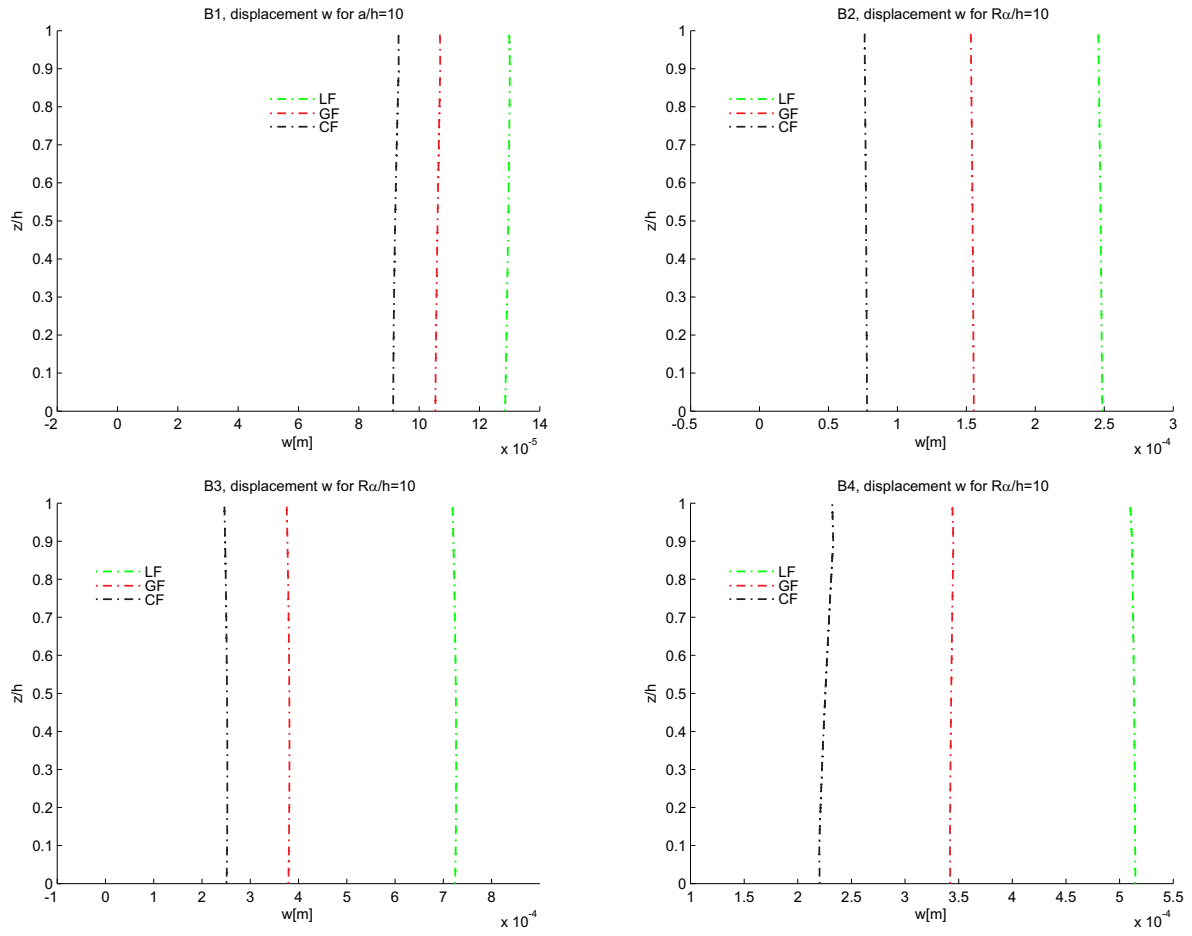 B1, displacement w for a/h=10
1
0.9
0.8
0.7
0.6
0.5
0.4
0.3
0.2
0.1
0
z/h
LF
GF
CF
-2 0 2 4 6 8 10 12 14
w[m]
x 10^-5
B2, displacement w for Rα/h=10
1
0.9
0.8
0.7
0.6
0.5
0.4
0.3
0.2
0.1
0
z/h
LF
GF
CF
-0.5 0 0.5 1 1.5 2 2.5 3
w[m]
x 10^-4
B3, displacement w for Rα/h=10
1
0.9
0.8
0.7
0.6
0.5
0.4
0.3
0.2
0.1
0
z/h
LF
GF
CF
-1 0 1 2 3 4 5 6 7 8
w[m]
x 10^-4
B4, displacement w for Rα/h=10
1
0.9
0.8
0.7
0.6
0.5
0.4
0.3
0.2
0.1
0
z/h
LF
GF
CF
1 1.5 2 2.5 3 3.5 4 4.5 5 5.5
w[m]
x 10^-4